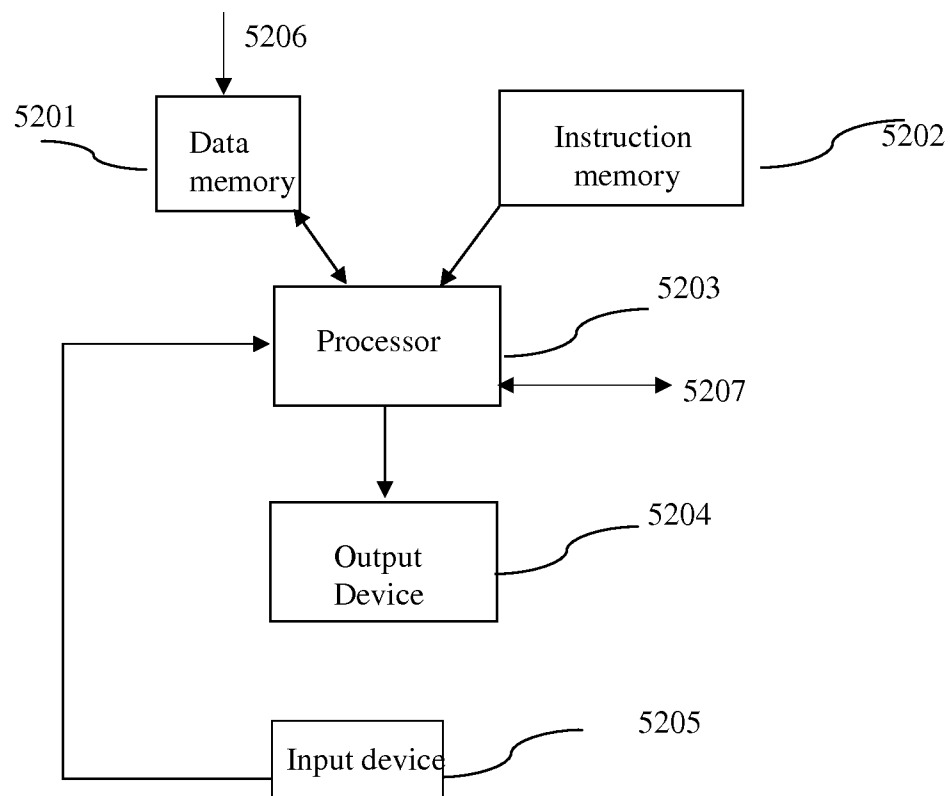 5206
5201
Data
memory
Instruction
memory
5202
5203
Processor
5207
5204
Output
Device
5205
Input device